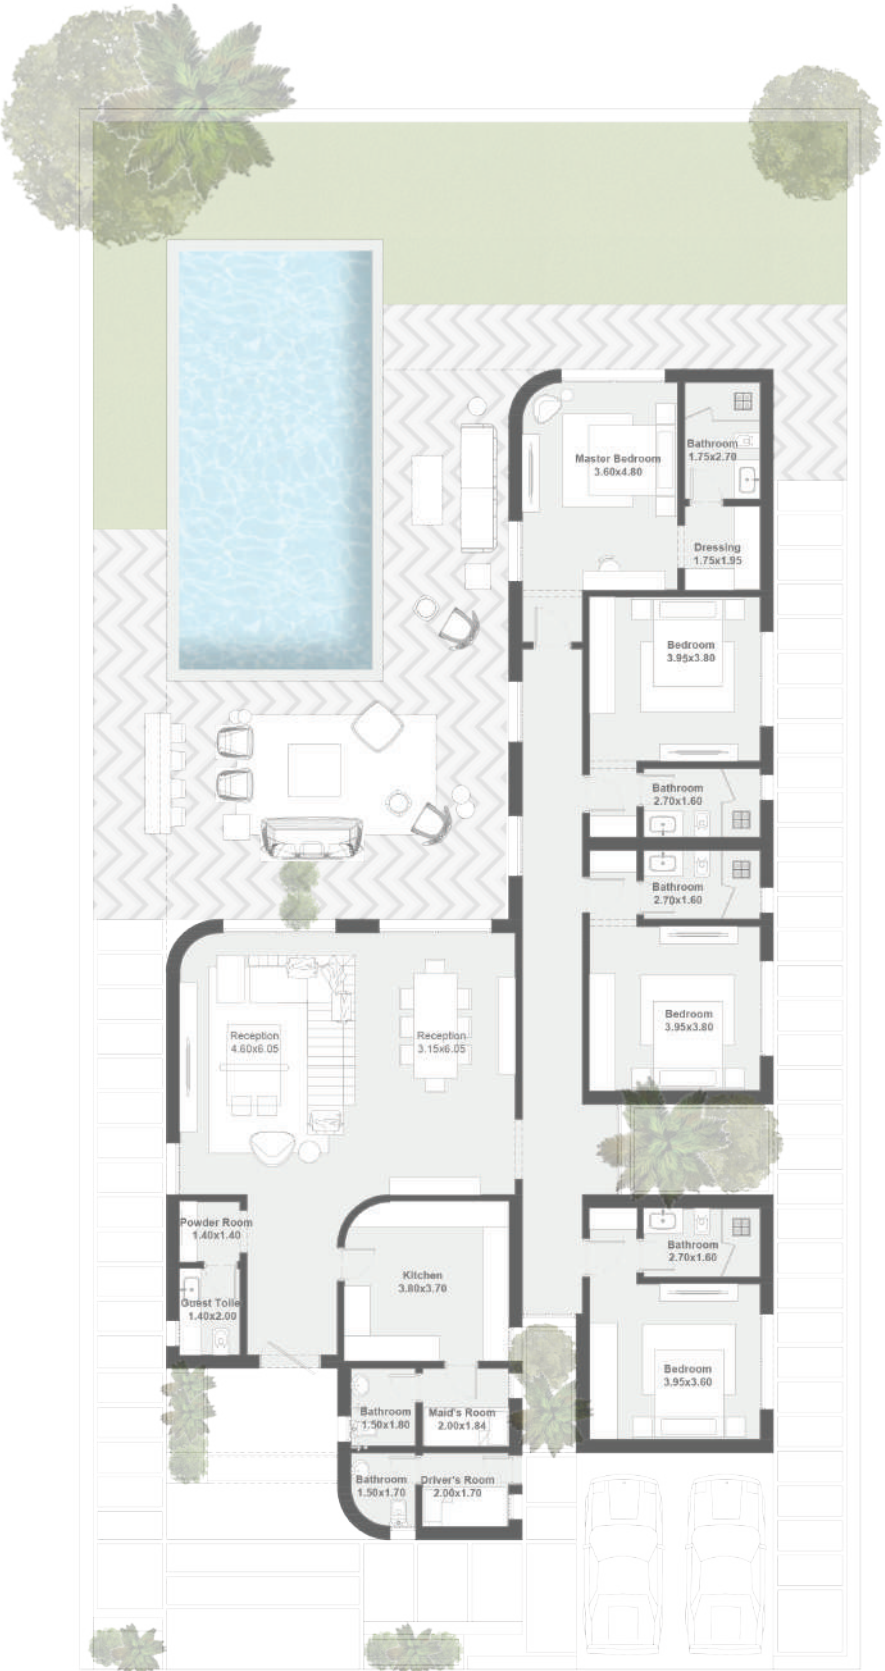 Bathroom
1.75x2.70
Master Bedroom
3.60x4.80
Dressing
1.75x1.95
Bedroom
3.95x3.80
Bathroom
2.70x1.60
Bathroom
2.70x1.60
Bedroom
3.95x3.80
Reception
4.60x6.05
Reception
3.15x6.05
Powder Room
1.40x1.40
Bathroom
2.70x1.60
Kitchen
3.80x3.70
Guest Toilet
1.40x2.00
Bedroom
3.95x3.60
Bathroom
1.50x1.80
Maid's Room
2.00x1.84
Bathroom
1.50x1.70
Driver's Room
2.00x1.70